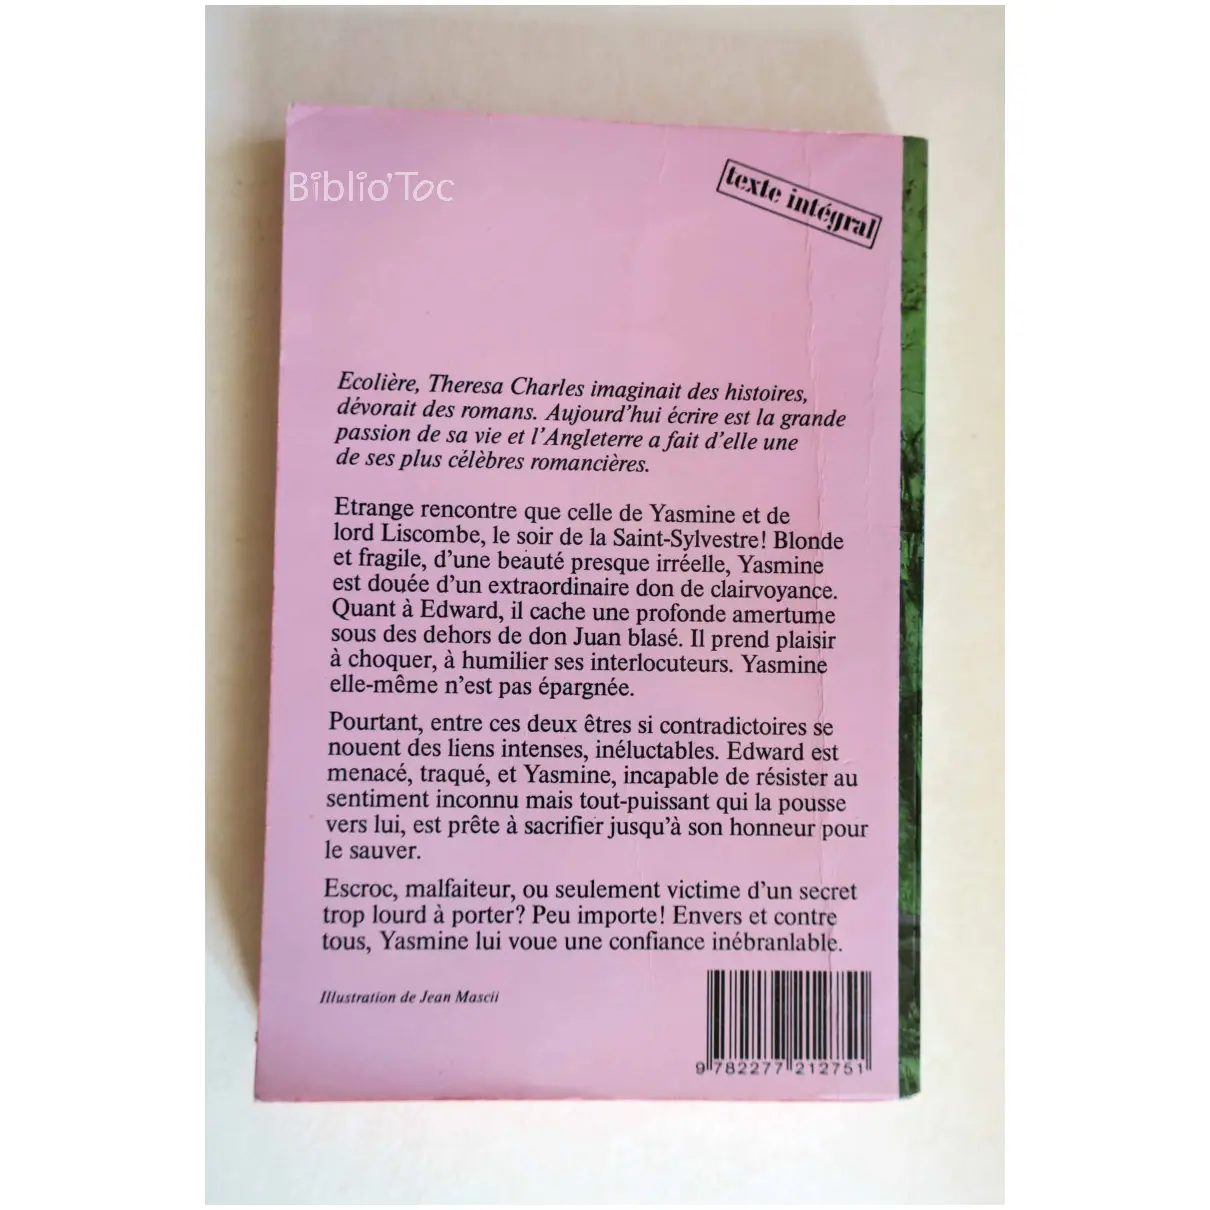 Biblio'Toc
texte intégral
Ecolière, Theresa Charles imaginait des histoires,
dévorait des romans. Aujourd'hui écrire est la grande
passion de sa vie et l'Angleterre a fait d'elle une
de ses plus célèbres romancières.
Etrange rencontre que celle de Yasmine et de
lord Liscombe, le soir de la Saint-Sylvestre! Blonde
et fragile, d'une beauté presque irréelle, Yasmine
est douée d'un extraordinaire don de clairvoyance.
Quant à Edward, il cache une profonde amertume
sous des dehors de don Juan blasé. Il prend plaisir
à choquer, à humilier ses interlocuteurs. Yasmine
elle-même n'est pas épargnée.
Pourtant, entre ces deux êtres si contradictoires se
nouent des liens intenses, inéluctables. Edward est
menacé, traqué, et Yasmine, incapable de résister au
sentiment inconnu mais tout-puissant qui la pousse
vers lui, est prête à sacrifier jusqu'à son honneur pour
le sauver.
Escroc, malfaiteur, ou seulement victime d'un secret
trop lourd à porter? Peu importe! Envers et contre
tous, Yasmine lui voue une confiance inébranlable.
Illustration de Jean Mascii
9 782277 212751